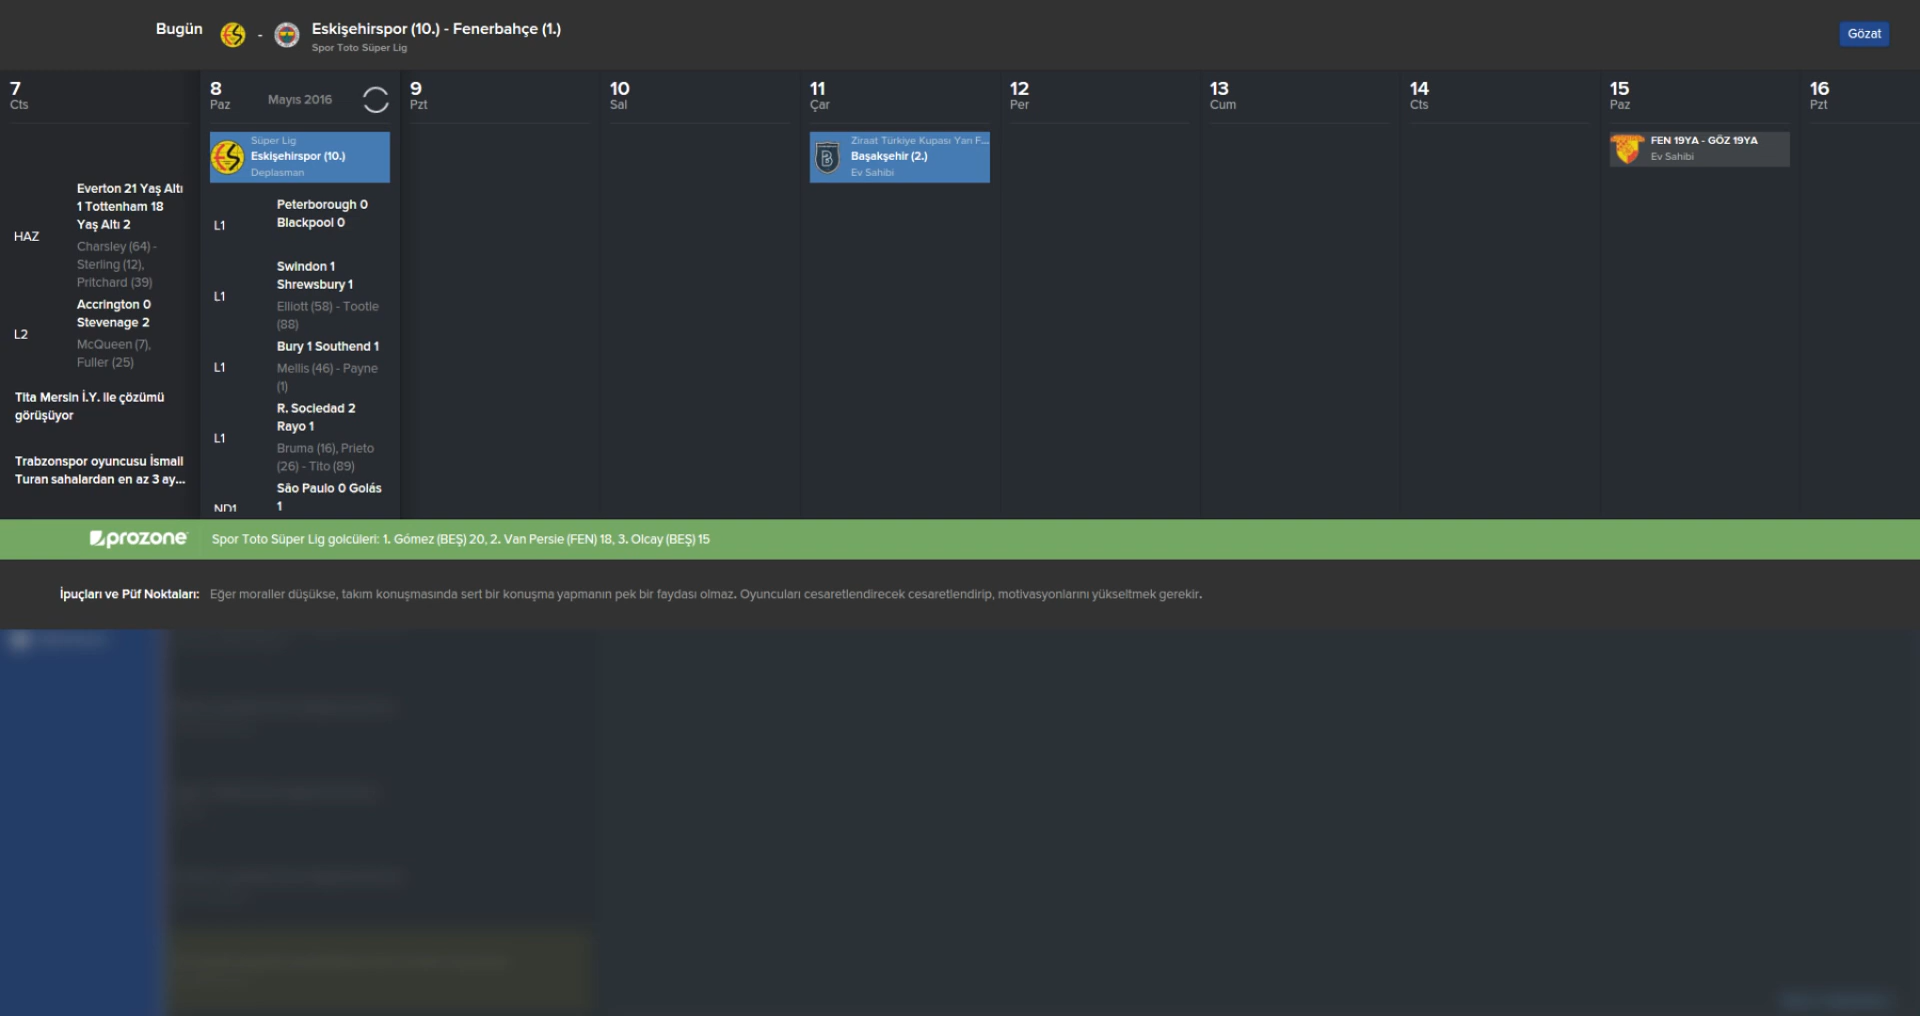 Bugün
Eskişehirspor (10.) - Fenerbahçe (1.)
Spor Toto Süper Lig
Gözat
7
Cts
HAZ
Everton 21 Yaş Altı
1 Tottenham 18
Yaş Altı 2
Charsley (64) -
Sterling (12),
Pritchard (39)
L2
Accrington 0
Stevenage 2
McQueen (7),
Fuller (25)
Tita Mersin İ.Y. ile çözümü
görüşüyor
Trabzonspor oyuncusu İsmail
Turan sahalardan en az 3 ay...
8
Paz
Mayıs 2016
Süper Lig
Eskişehirspor (10.)
Deplasman
L1
Peterborough 0
Blackpool 0
L1
Swindon 1
Shrewsbury 1
Elliott (58) - Tootle
(88)
L1
Bury 1 Southend 1
Mellis (46) - Payne
(1)
L1
R. Sociedad 2
Rayo 1
Bruma (16), Prieto
(26) - Tito (89)
ND1
São Paulo 0 Goiás
1
9
Pzt
10
Sal
11
Çar
Ziraat Türkiye Kupası Yarı F...
Başakşehir (2.)
Ev Sahibi
12
Per
13
Cum
14
Cts
15
Paz
FEN 19YA - GÖZ 19YA
Ev Sahibi
16
Pzt
prozone
Spor Toto Süper Lig golcüleri: 1. Gómez (BEŞ) 20, 2. Van Persie (FEN) 18, 3. Olcay (BEŞ) 15
İpuçları ve Püf Noktaları: Eğer moraller düşükse, takım konuşmasında sert bir konuşma yapmanın pek bir faydası olmaz. Oyuncuları cesaretlendirecek cesaretlendirip, motivasyonlarını yükseltmek gerekir.